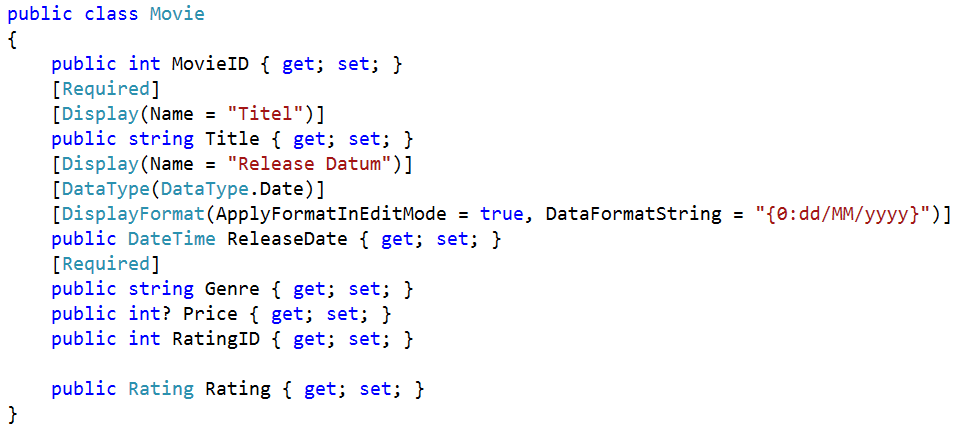 public class Movie
{
    public int MovieID { get; set; }
    [Required]
    [Display(Name = "Titel")]
    public string Title { get; set; }
    [Display(Name = "Release Datum")]
    [DataType(DataType.Date)]
    [DisplayFormat(ApplyFormatInEditMode = true, DataFormatString = "{0:dd/MM/yyyy}")]
    public DateTime ReleaseDate { get; set; }
    [Required]
    public string Genre { get; set; }
    public int? Price { get; set; }
    public int RatingID { get; set; }

    public Rating Rating { get; set; }
}